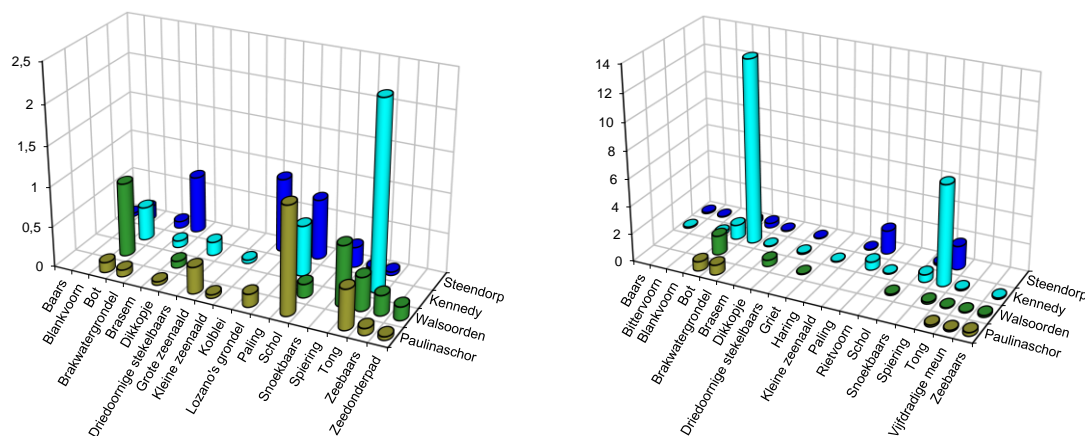 2,5
2
1,5
1
0,5
0
Baars
Blankvoorn
Bot
Brakwatergrondel
Brasem
Dikkopje
Driedoornige stekelbaars
Grote zeenaald
Kleine zeenaald
Kolblei
Lozano's grondel
Paling
Schol
Snoekbaars
Spiering
Tong
Zeebaars
Zeedonderpad
Steendorp
Kennedy
Walsoorden
Paulinaschor
14
12
10
8
6
4
2
0
Baars
Bittervoorn
Blankvoorn
Bot
Brakwatergrondel
Brasem
Dikkopje
Driedoornige stekelbaars
Griet
Haring
Kleine zeenaald
Paling
Rietvoorn
Schol
Snoekbaars
Spiering
Tong
Vijfdradige meun
Zeebaars
Steendorp
Kennedy
Walsoorden
Paulinaschor